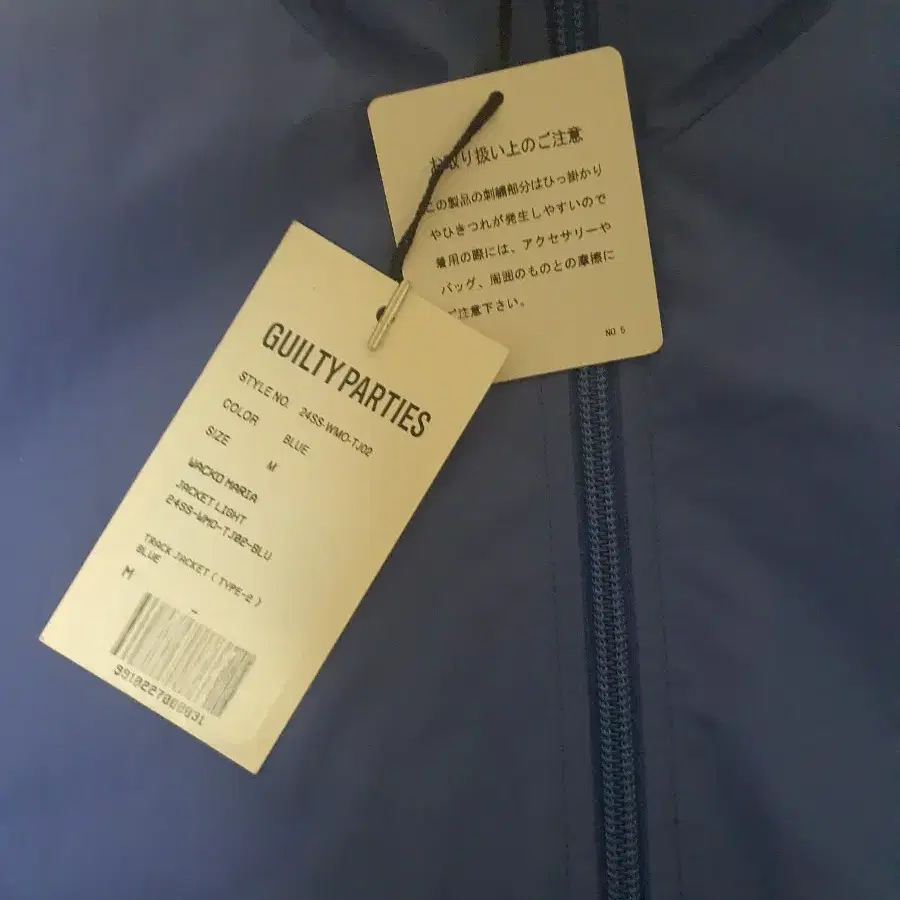 お取り扱い上のご注意
この製品の刺繍部分はひっ掛かり
やひきつれが発生しやすいので
着用の際には、アクセサリーや
バッグ、周囲のものとの摩擦に
ご注意下さい。
NO 5
GUILTY PARTIES
STYLE NO. 24SS-WMO-TJ02
COLOR BLUE
SIZE M
WACKO MARIA
JACKET LIGHT
24SS-WMO-TJ02-BLU
TRACK JACKET ( TYPE-2 )
BLUE
M